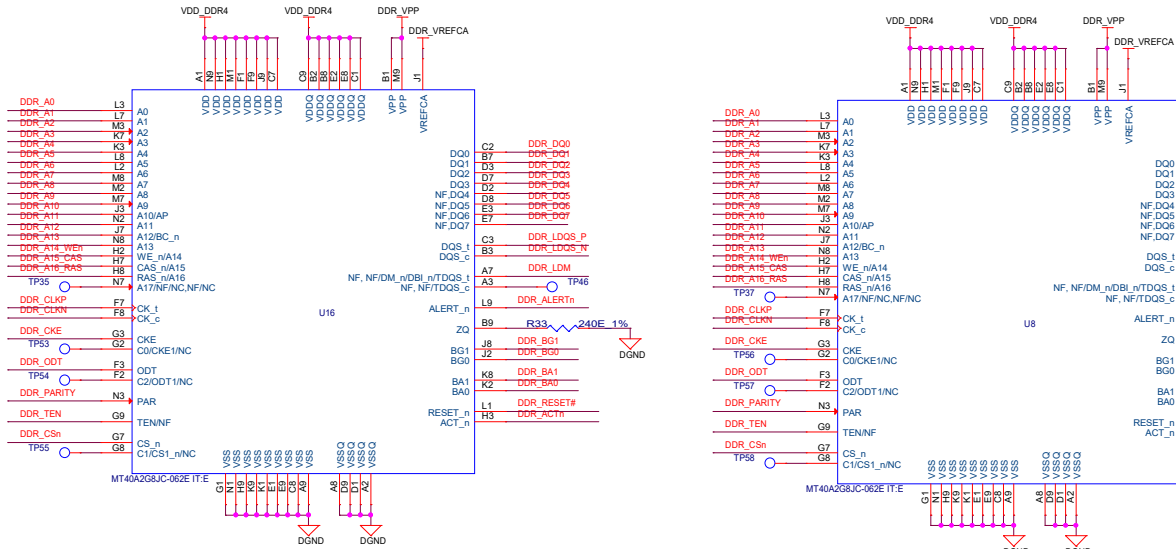 VDD_DDR4
VDD_DDR4
DDR_VPP
DDR_VREFCA
A1 N9 H1 M1 F1 F9 J9 C7
C9 B2 B8 E2 E8 C1
B1 M9
J1
VDD VDD VDD VDD VDD VDD VDD VDD
VDDQ VDDQ VDDQ VDDQ VDDQ VDDQ
VPP VPP
VREFCA
DDR_A0 L3 A0
DDR_A1 L7 A1
DDR_A2 M3 A2
DDR_A3 K7 A3
DDR_A4 K3 A4
DDR_A5 L8 A5
DDR_A6 L2 A6
DDR_A7 M8 A7
DDR_A8 M2 A8
DDR_A9 M7 A9
DDR_A10 J3 A10/AP
DDR_A11 N2 A11
DDR_A12 J7 A12/BC_n
DDR_A13 N8 A13
DDR_A14_WEn H2 WE_n/A14
DDR_A15_CAS H7 CAS_n/A15
DDR_A16_RAS H8 RAS_n/A16
TP35 N7 A17/NF/NC,NF/NC
DDR_CLKP F7 CK_t
DDR_CLKN F8 CK_c
DDR_CKE G3 CKE
TP53 G2 C0/CKE1/NC
DDR_ODT F3 ODT
TP54 F2 C2/ODT1/NC
DDR_PARITY N3 PAR
DDR_TEN G9 TEN/NF
DDR_CSn G7 CS_n
TP55 G8 C1/CS1_n/NC
U16
DQ0 C2 DDR_DQ0
DQ1 B7 DDR_DQ1
DQ2 D3 DDR_DQ2
DQ3 D7 DDR_DQ3
NF,DQ4 D2 DDR_DQ4
NF,DQ5 D8 DDR_DQ5
NF,DQ6 E3 DDR_DQ6
NF,DQ7 E7 DDR_DQ7
DQS_t C3 DDR_LDQS_P
DQS_c B3 DDR_LDQS_N
NF, NF/DM_n/DBI_n/TDQS_t A7 DDR_LDM
NF, NF/TDQS_c A3 TP46
ALERT_n L9 DDR_ALERTn
ZQ B9 R33 240E 1%
DGND
BG1 J8 DDR_BG1
BG0 J2 DDR_BG0
BA1 K8 DDR_BA1
BA0 K2 DDR_BA0
RESET_n L1 DDR_RESET#
ACT_n H3 DDR_ACTn
VSS VSS VSS VSS VSS VSS VSS VSS VSS
VSSQ VSSQ VSSQ VSSQ
MT40A2G8JC-062E IT:E
G1 N1 H9 K9 K1 E1 E9 C8 A9
A8 D9 D1 A2
DGND
DGND
VDD_DDR4
VDD_DDR4
DDR_VPP
DDR_VREFCA
A1 N9 H1 M1 F1 F9 J9 C7
C9 B2 B8 E2 E8 C1
B1 M9
J1
VDD VDD VDD VDD VDD VDD VDD VDD
VDDQ VDDQ VDDQ VDDQ VDDQ VDDQ
VPP VPP
VREFCA
DDR_A0 L3 A0
DDR_A1 L7 A1
DDR_A2 M3 A2
DDR_A3 K7 A3
DDR_A4 K3 A4
DDR_A5 L8 A5
DDR_A6 L2 A6
DDR_A7 M8 A7
DDR_A8 M2 A8
DDR_A9 M7 A9
DDR_A10 J3 A10/AP
DDR_A11 N2 A11
DDR_A12 J7 A12/BC_n
DDR_A13 N8 A13
DDR_A14_WEn H2 WE_n/A14
DDR_A15_CAS H7 CAS_n/A15
DDR_A16_RAS H8 RAS_n/A16
TP37 N7 A17/NF/NC,NF/NC
DDR_CLKP F7 CK_t
DDR_CLKN F8 CK_c
DDR_CKE G3 CKE
TP56 G2 C0/CKE1/NC
DDR_ODT F3 ODT
TP57 F2 C2/ODT1/NC
DDR_PARITY N3 PAR
DDR_TEN G9 TEN/NF
DDR_CSn G7 CS_n
TP58 G8 C1/CS1_n/NC
U8
DQ0
DQ1
DQ2
DQ3
NF,DQ4
NF,DQ5
NF,DQ6
NF,DQ7
DQS_t
DQS_c
NF, NF/DM_n/DBI_n/TDQS_t
NF, NF/TDQS_c
ALERT_n
ZQ
BG1
BG0
BA1
BA0
RESET_n
ACT_n
VSS VSS VSS VSS VSS VSS VSS VSS VSS
VSSQ VSSQ VSSQ VSSQ
MT40A2G8JC-062E IT:E
G1 N1 H9 K9 K1 E1 E9 C8 A9
A8 D9 D1 A2
DGND
DGND